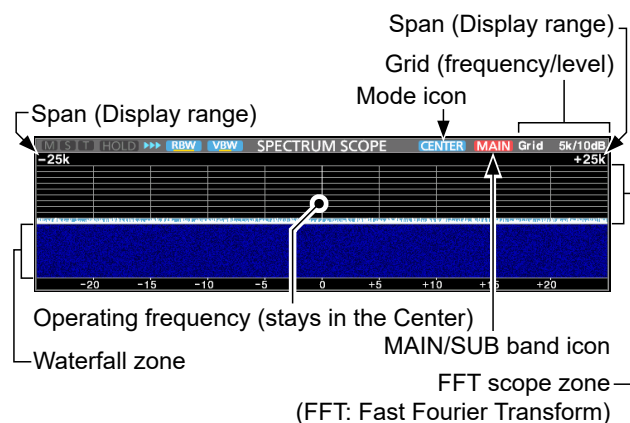 Span (Display range)
Grid (frequency/level)
Mode icon
Span (Display range)
M S T HOLD RBW VBW SPECTRUM SCOPE CENTER MAIN Grid 5k/10dB
-25k +25k
-20 -15 -10 -5 0 +5 +10 +15 +20
Operating frequency (stays in the Center)
MAIN/SUB band icon
Waterfall zone
FFT scope zone
(FFT: Fast Fourier Transform)